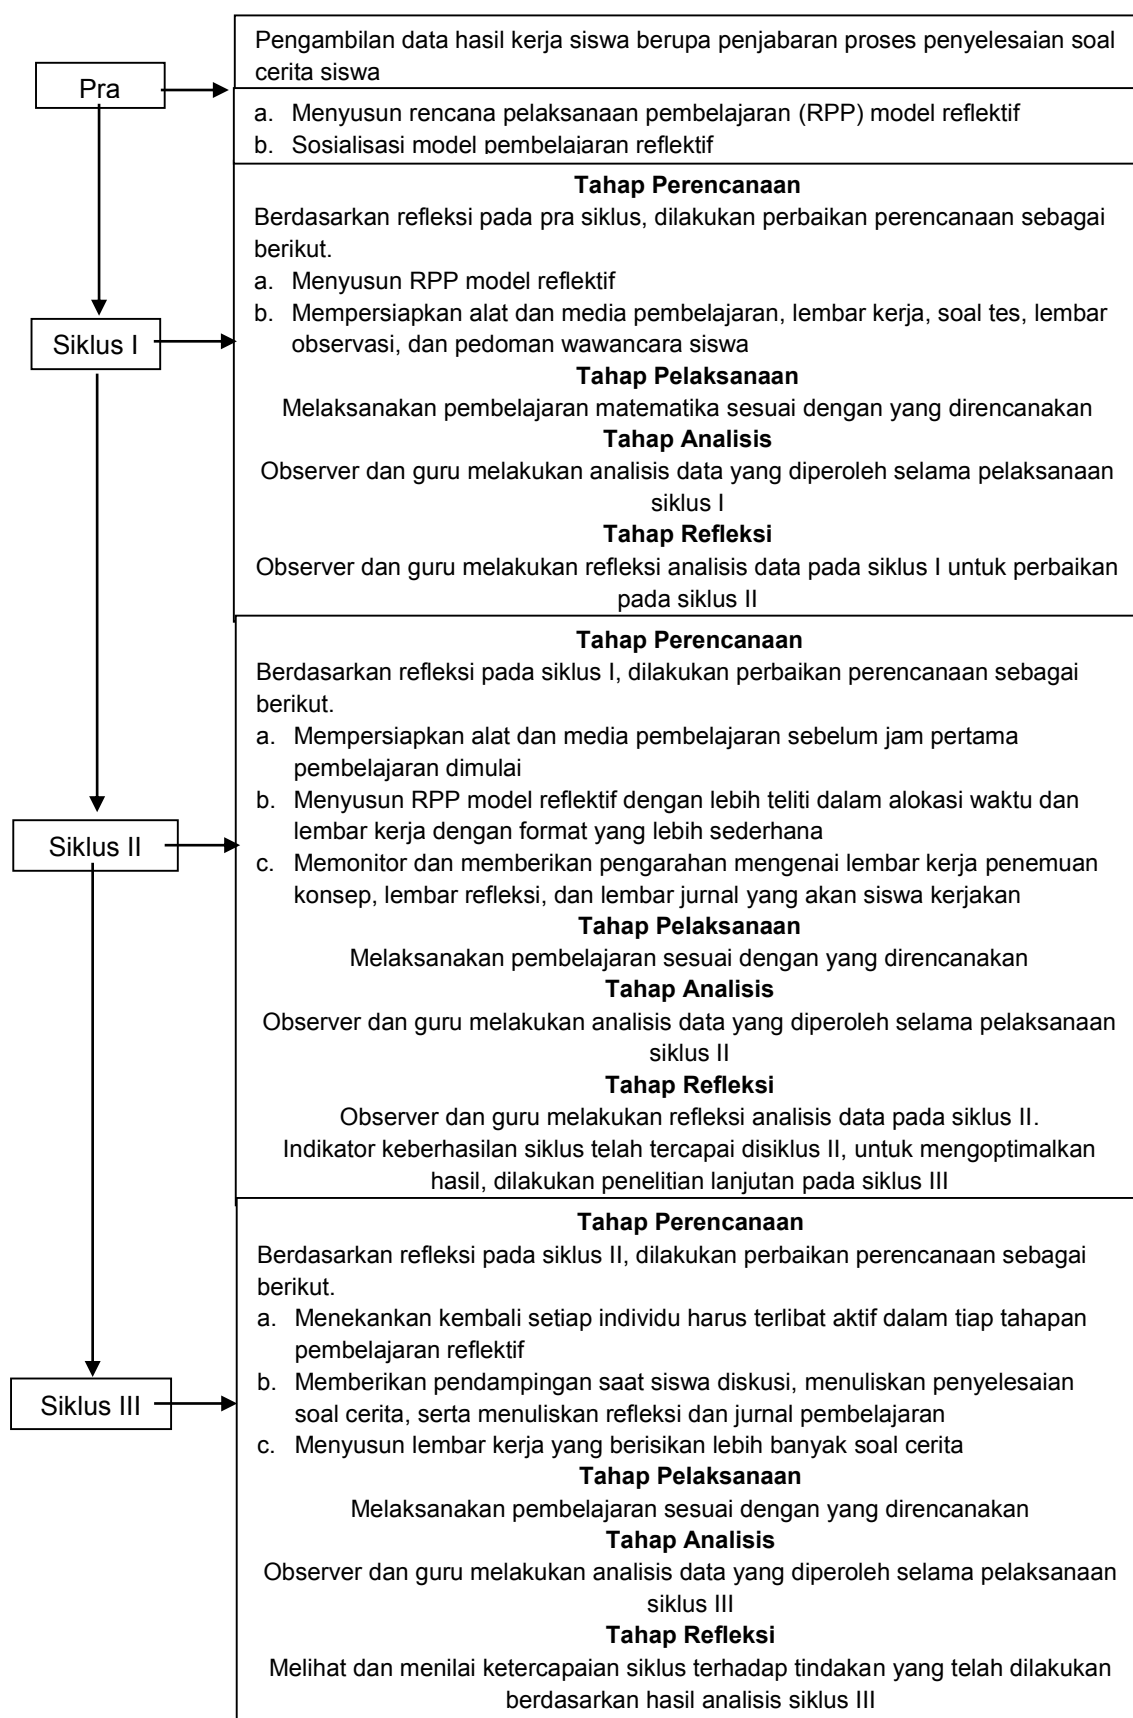 Pengambilan data hasil kerja siswa berupa penjabaran proses penyelesaian soal
cerita siswa
Pra
a. Menyusun rencana pelaksanaan pembelajaran (RPP) model reflektif
b. Sosialisasi model pembelajaran reflektif
Tahap Perencanaan
Berdasarkan refleksi pada pra siklus, dilakukan perbaikan perencanaan sebagai
berikut.
a. Menyusun RPP model reflektif
b. Mempersiapkan alat dan media pembelajaran, lembar kerja, soal tes, lembar
observasi, dan pedoman wawancara siswa
Siklus I
Tahap Pelaksanaan
Melaksanakan pembelajaran matematika sesuai dengan yang direncanakan
Tahap Analisis
Observer dan guru melakukan analisis data yang diperoleh selama pelaksanaan
siklus I
Tahap Refleksi
Observer dan guru melakukan refleksi analisis data pada siklus I untuk perbaikan
pada siklus II
Tahap Perencanaan
Berdasarkan refleksi pada siklus I, dilakukan perbaikan perencanaan sebagai
berikut.
a. Mempersiapkan alat dan media pembelajaran sebelum jam pertama
pembelajaran dimulai
b. Menyusun RPP model reflektif dengan lebih teliti dalam alokasi waktu dan
lembar kerja dengan format yang lebih sederhana
Siklus II
c. Memonitor dan memberikan pengarahan mengenai lembar kerja penemuan
konsep, lembar refleksi, dan lembar jurnal yang akan siswa kerjakan
Tahap Pelaksanaan
Melaksanakan pembelajaran sesuai dengan yang direncanakan
Tahap Analisis
Observer dan guru melakukan analisis data yang diperoleh selama pelaksanaan
siklus II
Tahap Refleksi
Observer dan guru melakukan refleksi analisis data pada siklus II.
Indikator keberhasilan siklus telah tercapai disiklus II, untuk mengoptimalkan
hasil, dilakukan penelitian lanjutan pada siklus III
Tahap Perencanaan
Berdasarkan refleksi pada siklus II, dilakukan perbaikan perencanaan sebagai
berikut.
a. Menekankan kembali setiap individu harus terlibat aktif dalam tiap tahapan
pembelajaran reflektif
b. Memberikan pendampingan saat siswa diskusi, menuliskan penyelesaian
soal cerita, serta menuliskan refleksi dan jurnal pembelajaran
Siklus III
c. Menyusun lembar kerja yang berisikan lebih banyak soal cerita
Tahap Pelaksanaan
Melaksanakan pembelajaran sesuai dengan yang direncanakan
Tahap Analisis
Observer dan guru melakukan analisis data yang diperoleh selama pelaksanaan
siklus III
Tahap Refleksi
Melihat dan menilai ketercapaian siklus terhadap tindakan yang telah dilakukan
berdasarkan hasil analisis siklus III